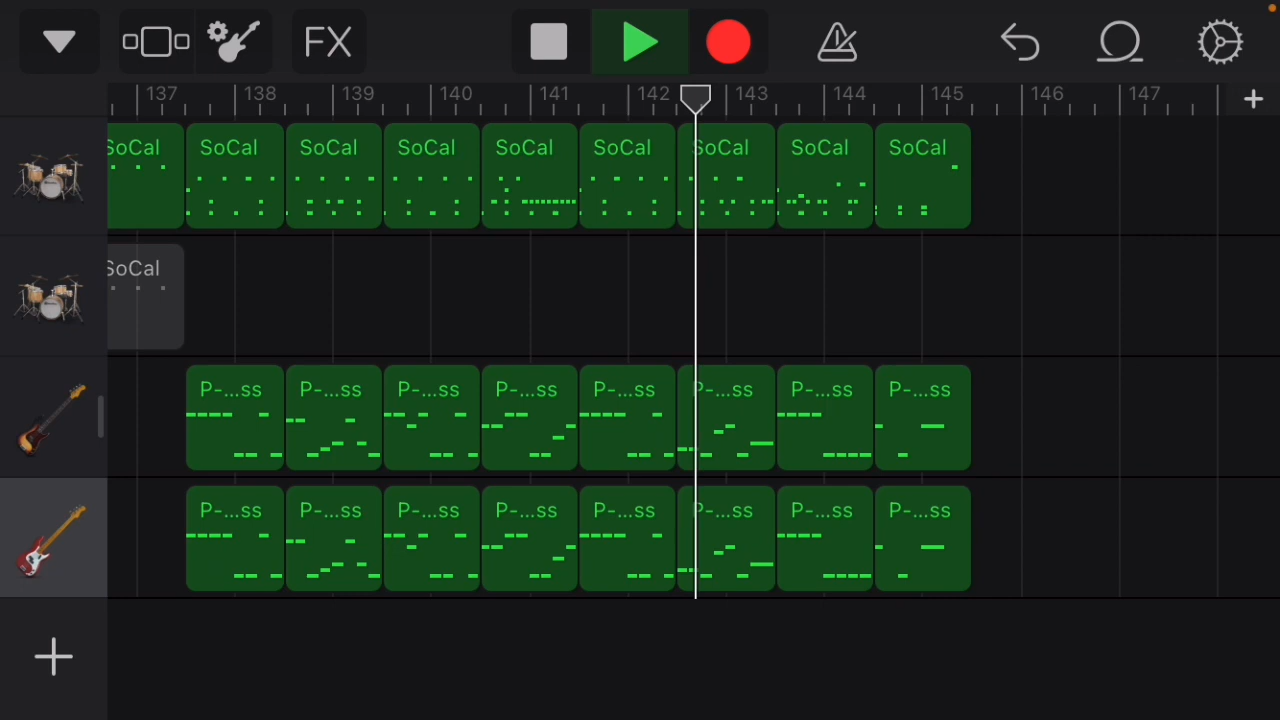 FX
137 138 139 140 141 142 143 144 145 146 147
SoCal SoCal SoCal SoCal SoCal SoCal SoCal SoCal SoCal
SoCal
P-...ss P-...ss P-...ss P-...ss P-...ss P-...ss P-...ss P-...ss
P-...ss P-...ss P-...ss P-...ss P-...ss P-...ss P-...ss P-...ss